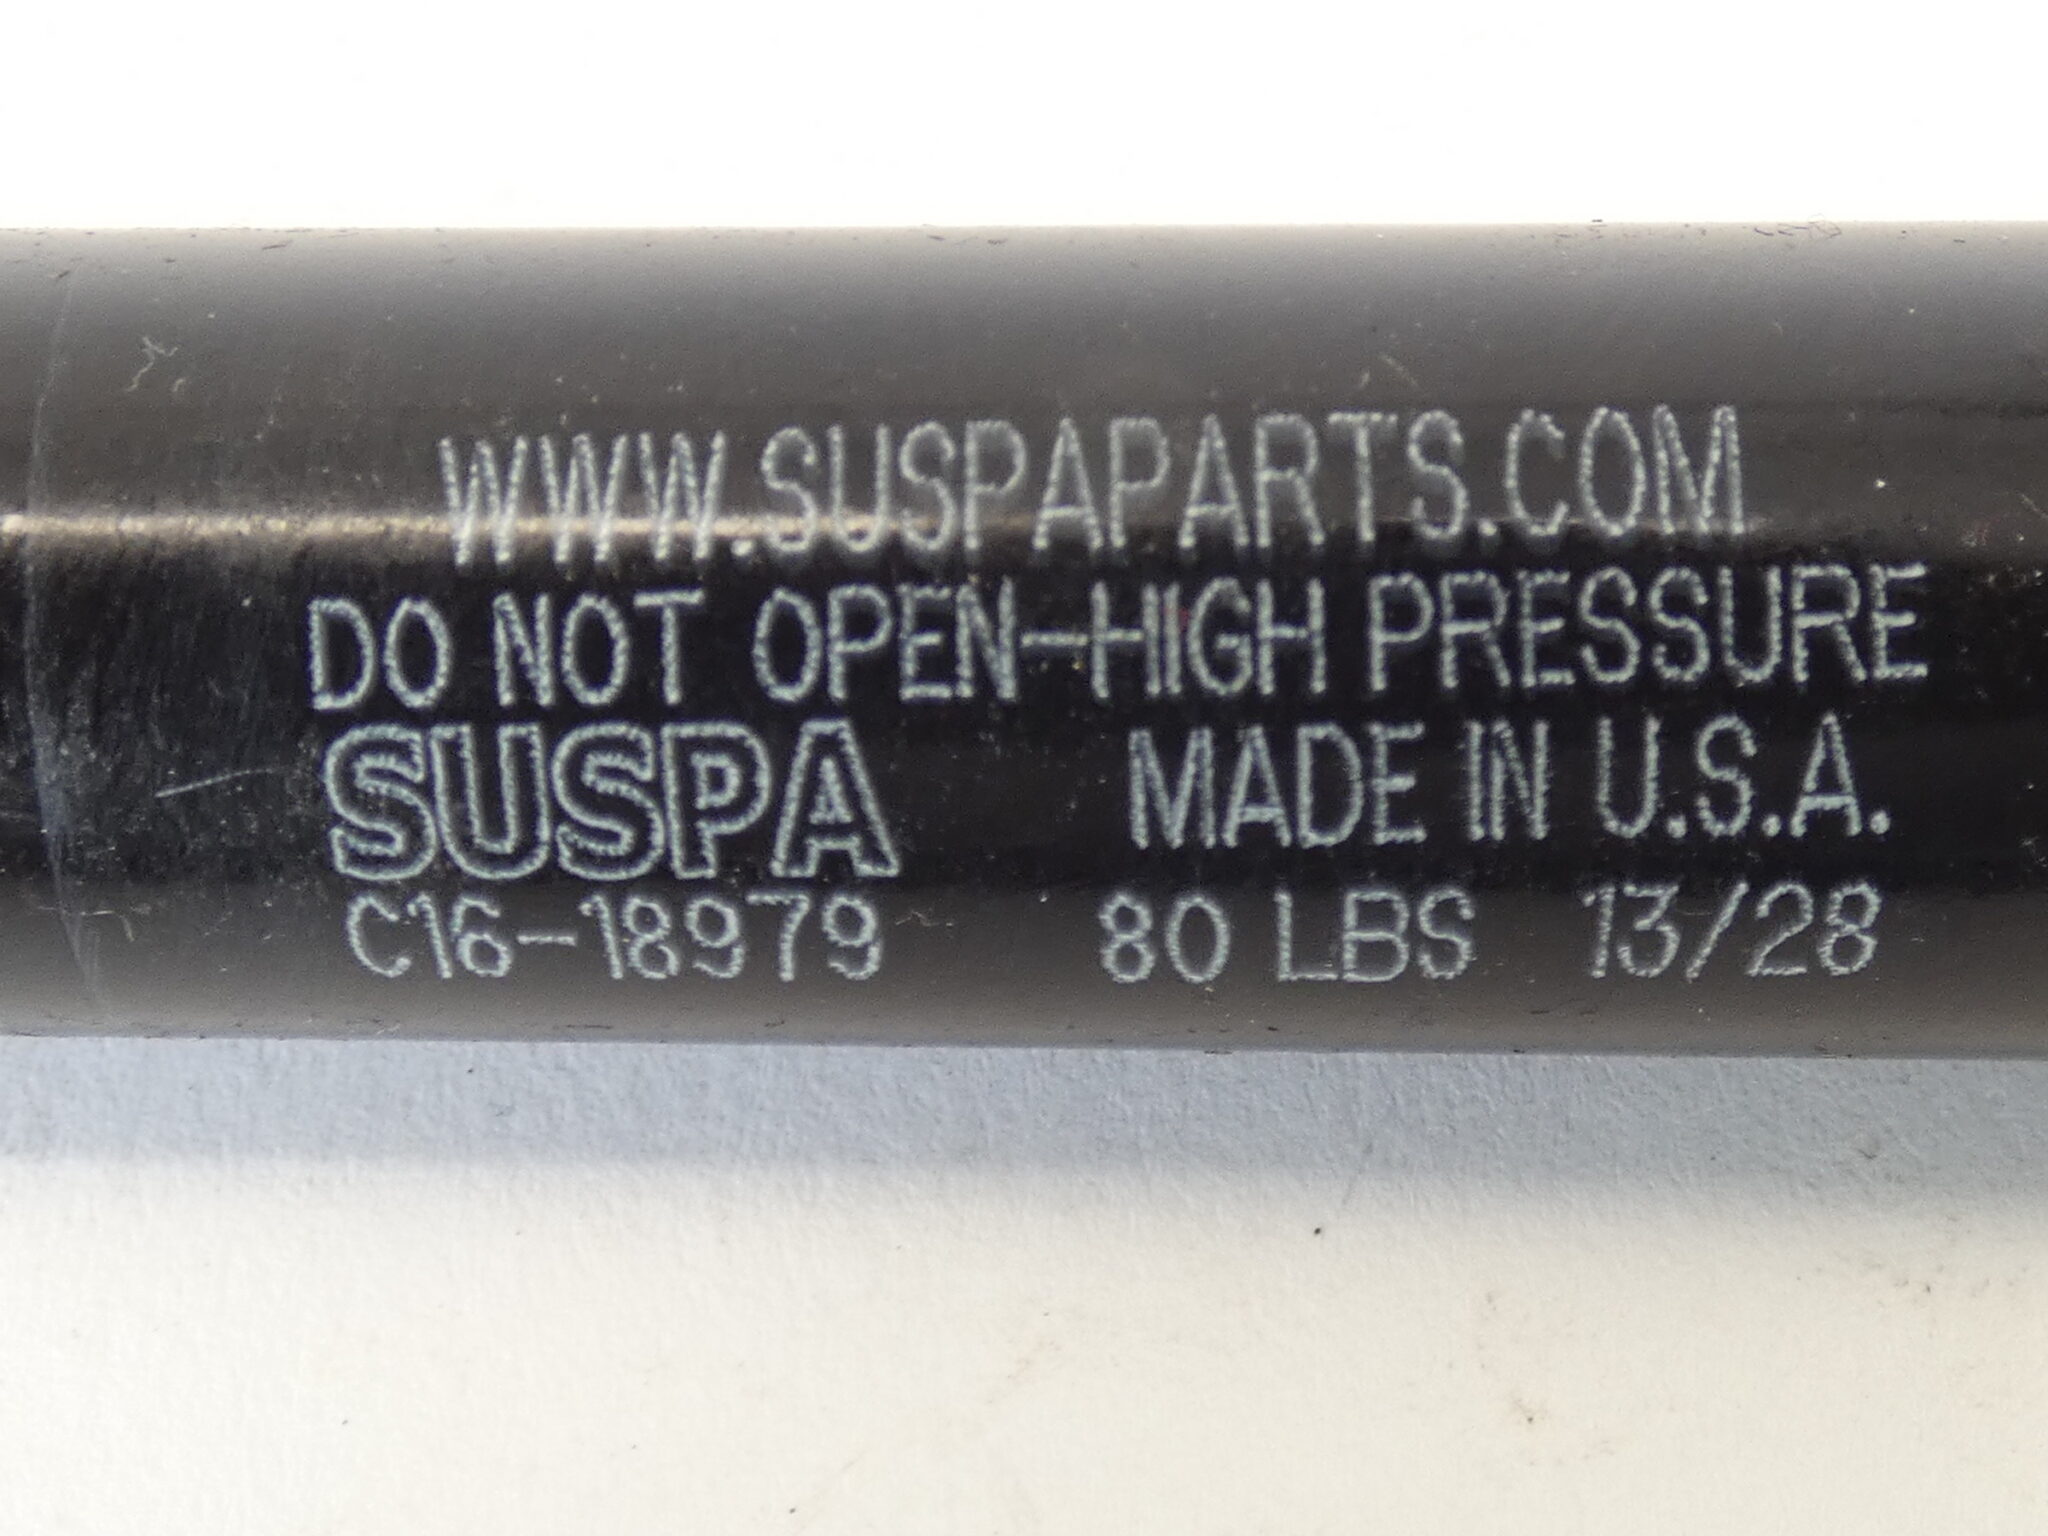 WWW.SUSPAPARTS.COM
DO NOT OPEN-HIGH PRESSURE
SUSPA MADE IN U.S.A.
C16-18979 80 LBS 13/28